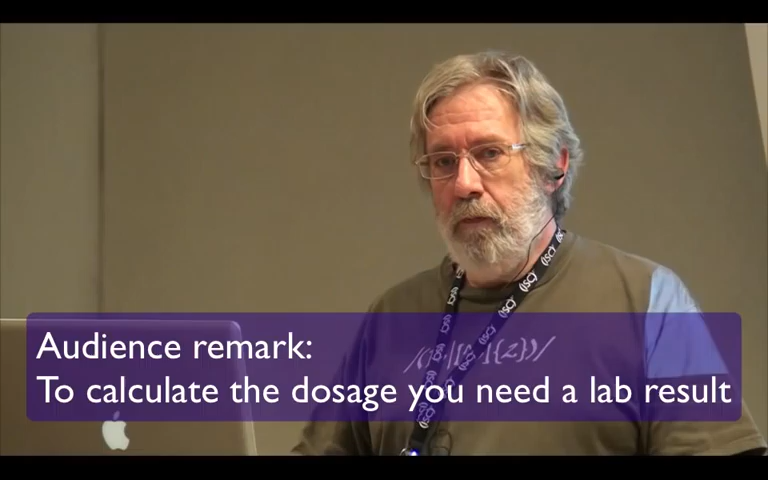 Audience remark:
To calculate the dosage you need a lab result